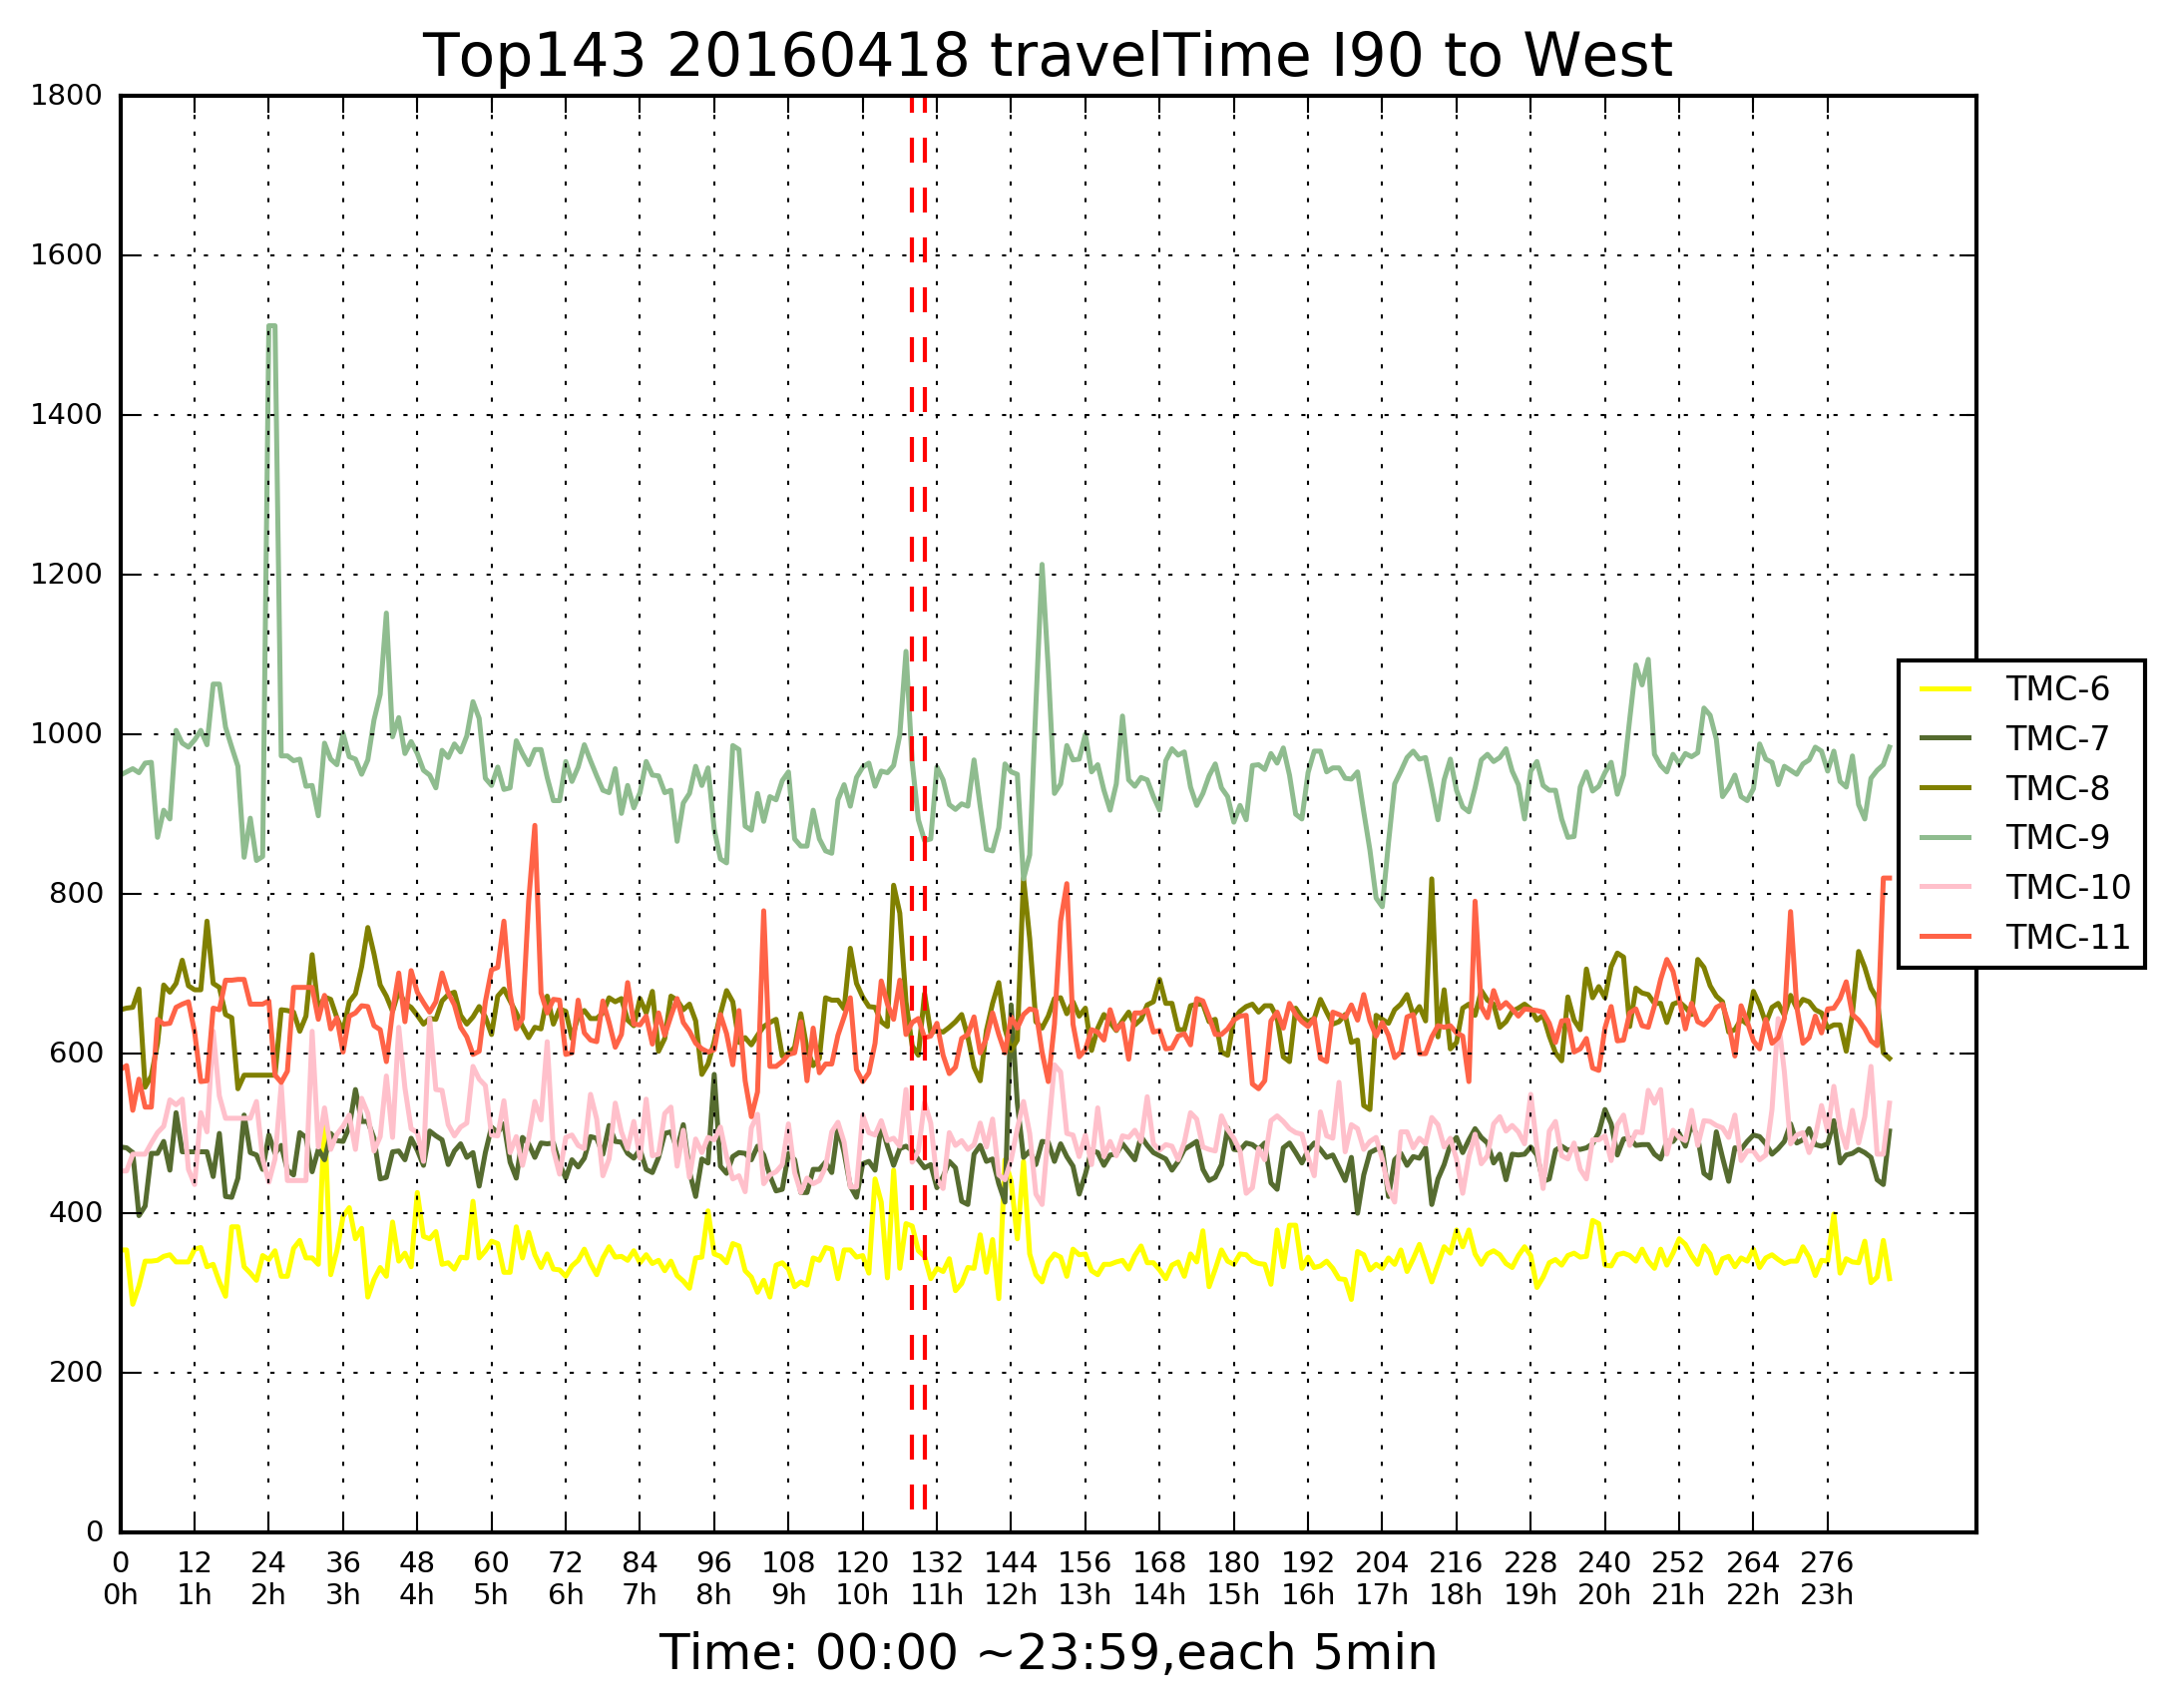 Top143 20160418 travelTime I90 to West
1800
1600
1400
1200
1000
800
600
400
200
0
TMC-6
TMC-7
TMC-8
TMC-9
TMC-10
TMC-11
0 12 24 36 48 60 72 84 96 108 120 132 144 156 168 180 192 204 216 228 240 252 264 276
0h 1h 2h 3h 4h 5h 6h 7h 8h 9h 10h 11h 12h 13h 14h 15h 16h 17h 18h 19h 20h 21h 22h 23h
Time: 00:00 ~23:59,each 5min